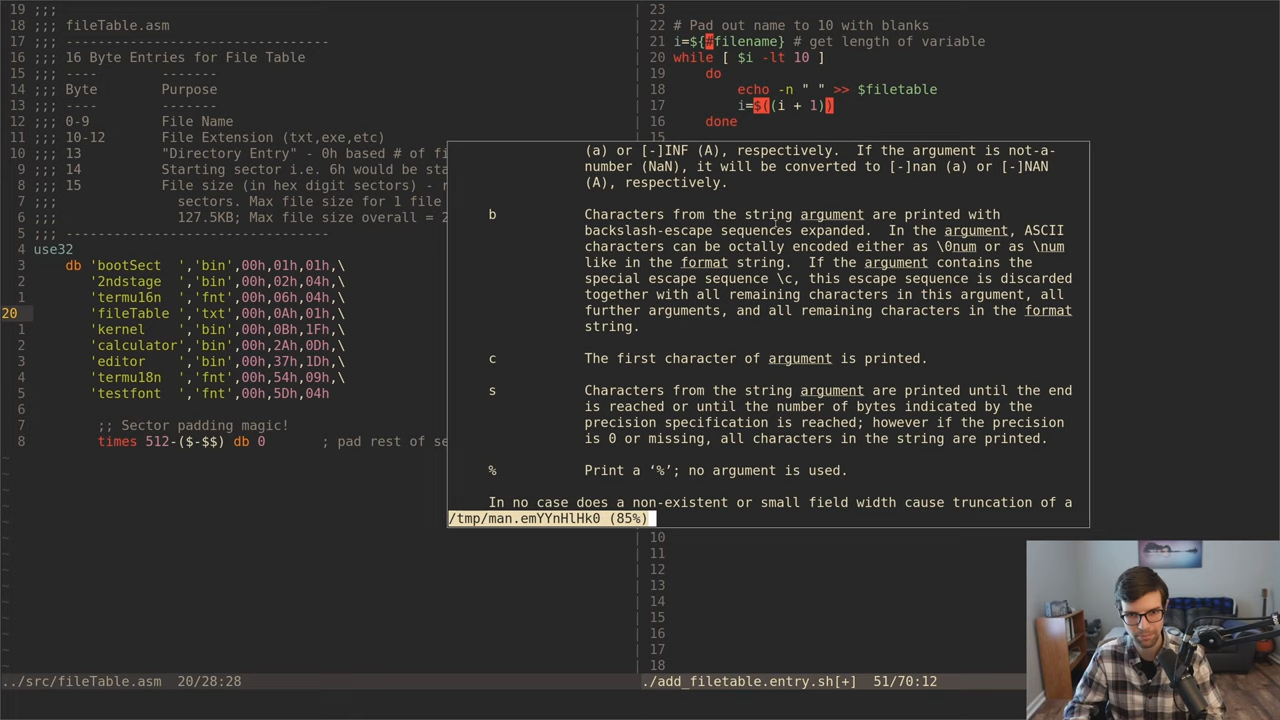 19 ;;;
18 ;;; fileTable.asm
17 ;;; ---------------------------------
16 ;;; 16 Byte Entries for File Table
15 ;;; ----        -------
14 ;;; Byte        Purpose
13 ;;; ----        -------
12 ;;; 0-9         File Name
11 ;;; 10-12       File Extension (txt,exe,etc)
10 ;;; 13          "Directory Entry" - 0h based # of fi
9 ;;; 14          Starting sector i.e. 6h would be sta
8 ;;; 15          File size (in hex digit sectors) - r
7 ;;;               sectors. Max file size for 1 file
6 ;;;               127.5KB; Max file size overall = 2
5 ;;; ---------------------------------
4 use32
3     db 'bootSect  ','bin',00h,01h,01h,\
2        '2ndstage  ','bin',00h,02h,04h,\
1        'termu16n  ','fnt',00h,06h,04h,\
20        'fileTable ','txt',00h,0Ah,01h,\
1        'kernel    ','bin',00h,0Bh,1Fh,\
2        'calculator','bin',00h,2Ah,0Dh,\
3        'editor    ','bin',00h,37h,1Dh,\
4        'termu18n  ','fnt',00h,54h,09h,\
5        'testfont  ','fnt',00h,5Dh,04h
6
7         ;; Sector padding magic!
8         times 512-($-$$) db 0       ; pad rest of se
../src/fileTable.asm  20/28:28
23
22 # Pad out name to 10 with blanks
21 i=${#filename} # get length of variable
20 while [ $i -lt 10 ]
19     do
18         echo -n " " >> $filetable
17         i=$((i + 1))
16     done
15
(a) or [-]INF (A), respectively.  If the argument is not-a-
number (NaN), it will be converted to [-]nan (a) or [-]NAN
(A), respectively.
b           Characters from the string argument are printed with
backslash-escape sequences expanded.  In the argument, ASCII
characters can be octally encoded either as \0num or as \num
like in the format string.  If the argument contains the
special escape sequence \c, this escape sequence is discarded
together with all remaining characters in this argument, all
further arguments, and all remaining characters in the format
string.
c           The first character of argument is printed.
s           Characters from the string argument are printed until the end
is reached or until the number of bytes indicated by the
precision specification is reached; however if the precision
is 0 or missing, all characters in the string are printed.
%           Print a ‘%’; no argument is used.
In no case does a non-existent or small field width cause truncation of a
/tmp/man.emYYnHlHk0 (85%)
10
11
12
13
14
15
16
17
18
./add_filetable.entry.sh[+]  51/70:12